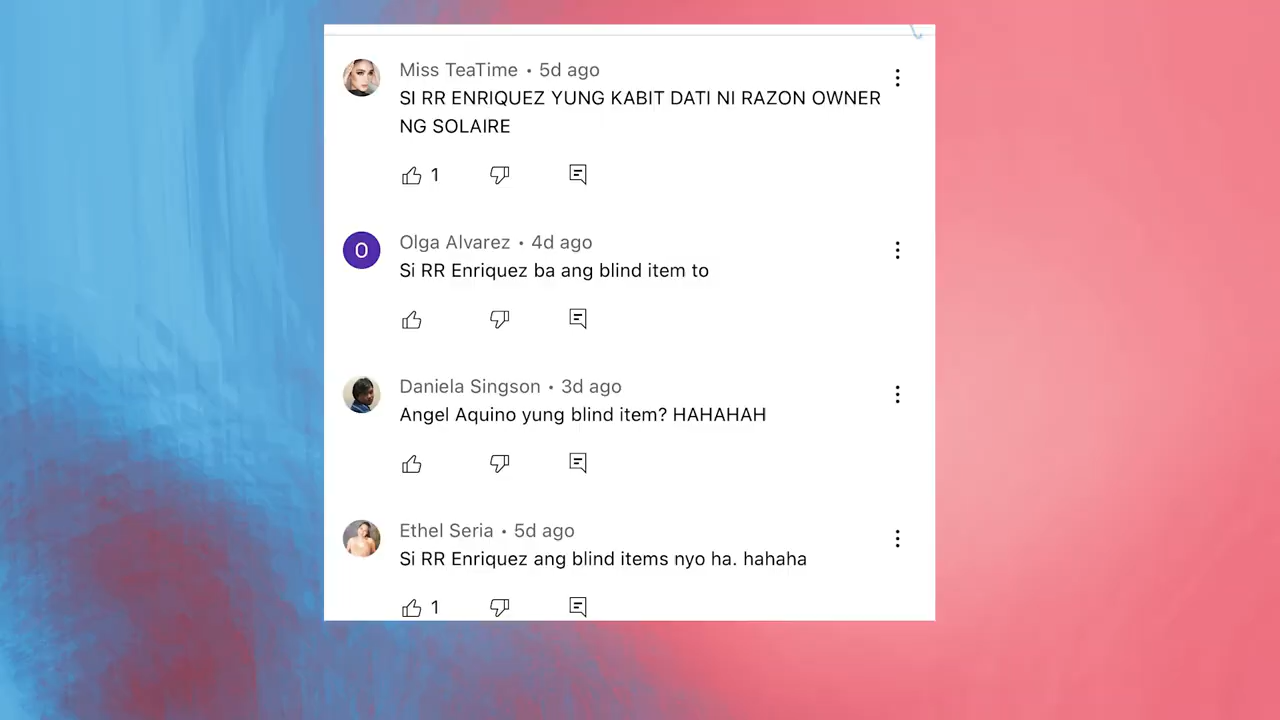 Miss TeaTime • 5d ago
SI RR ENRIQUEZ YUNG KABIT DATI NI RAZON OWNER
NG SOLAIRE
1
Olga Alvarez • 4d ago
O
Si RR Enriquez ba ang blind item to
Daniela Singson • 3d ago
Angel Aquino yung blind item? HAHAHAH
Ethel Seria • 5d ago
Si RR Enriquez ang blind items nyo ha. hahaha
1